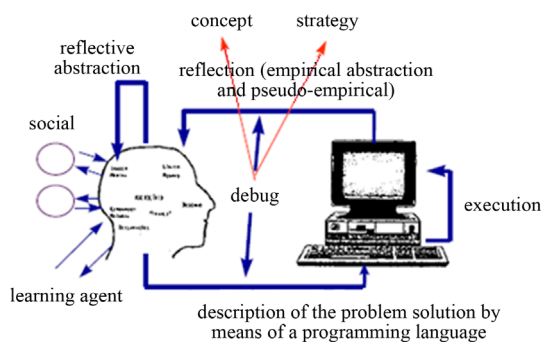 concept
strategy
reflective
abstraction
reflection (empirical abstraction
and pseudo-empirical)
social
debug
execution
learning agent
description of the problem solution by
means of a programming language